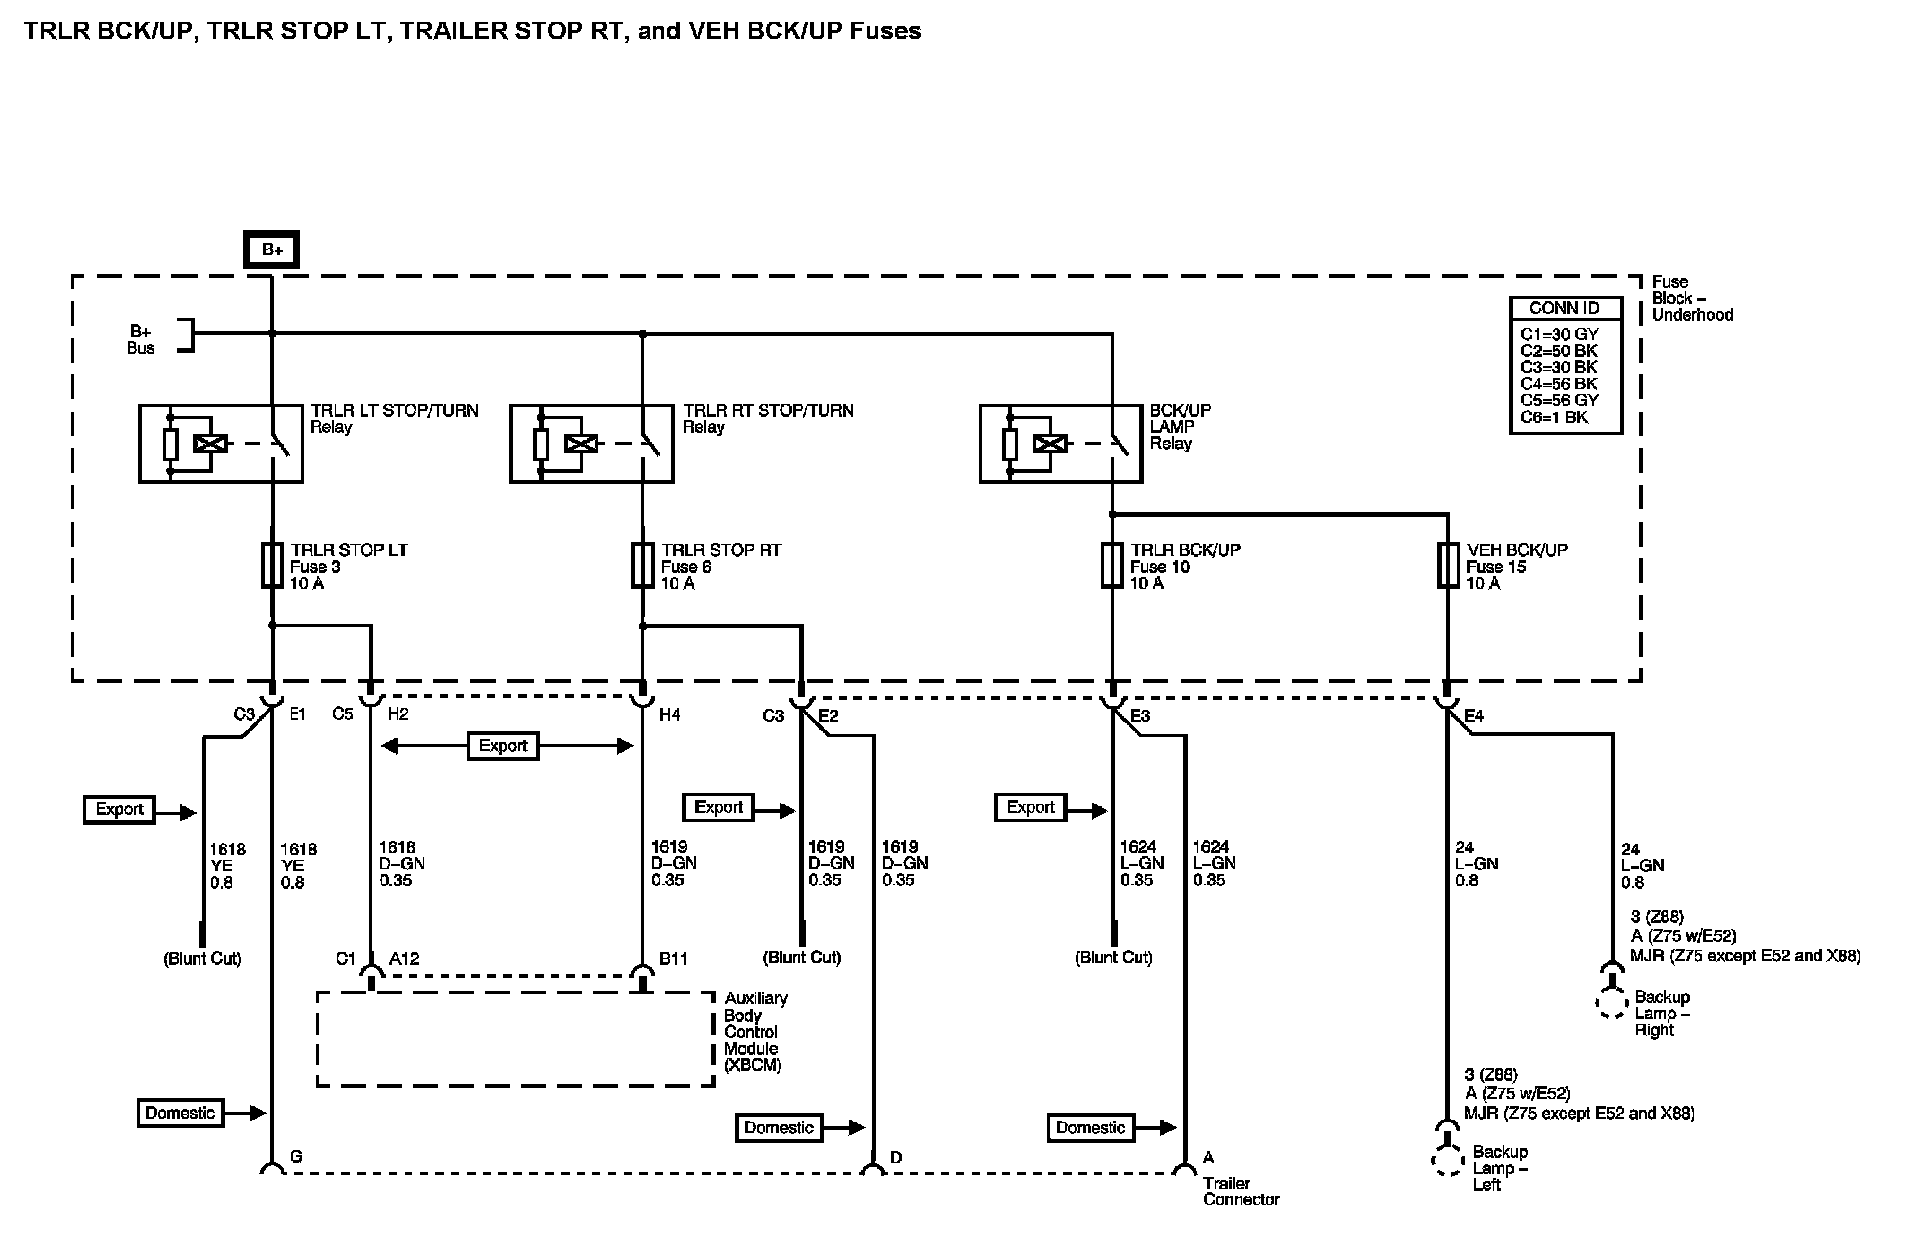 TRLR BCK/UP, TRLR STOP LT, TRAILER STOP RT, and VEH BCK/UP Fuses
B+
Fuse
Block –
Underhood
CONN ID
C1=30 GY
C2=50 BK
C3=30 BK
C4=56 BK
C5=56 GY
C6=1 BK
B+
Bus
TRLR LT STOP/TURN
Relay
TRLR RT STOP/TURN
Relay
BCK/UP
LAMP
Relay
TRLR STOP LT
Fuse 3
10 A
TRLR STOP RT
Fuse 6
10 A
TRLR BCK/UP
Fuse 10
10 A
VEH BCK/UP
Fuse 15
10 A
C3 E1 C5 H2 H4 C3 E2 E3 E4
Export
Export
Export
Export
1618
YE
0.8
1618
YE
0.8
1618
D–GN
0.35
1619
D–GN
0.35
1619
D–GN
0.35
1619
D–GN
0.35
1624
L–GN
0.35
1624
L–GN
0.35
24
L–GN
0.8
24
L–GN
0.8
3 (Z88)
A (Z75 w/E52)
MJR (Z75 except E52 and X88)
(Blunt Cut)
C1 A12
B11
(Blunt Cut)
(Blunt Cut)
Auxiliary
Body
Control
Module
(XBCM)
Backup
Lamp –
Right
3 (Z88)
A (Z75 w/E52)
MJR (Z75 except E52 and X88)
Domestic
Domestic
Domestic
G
D
A
Trailer
Connector
Backup
Lamp –
Left